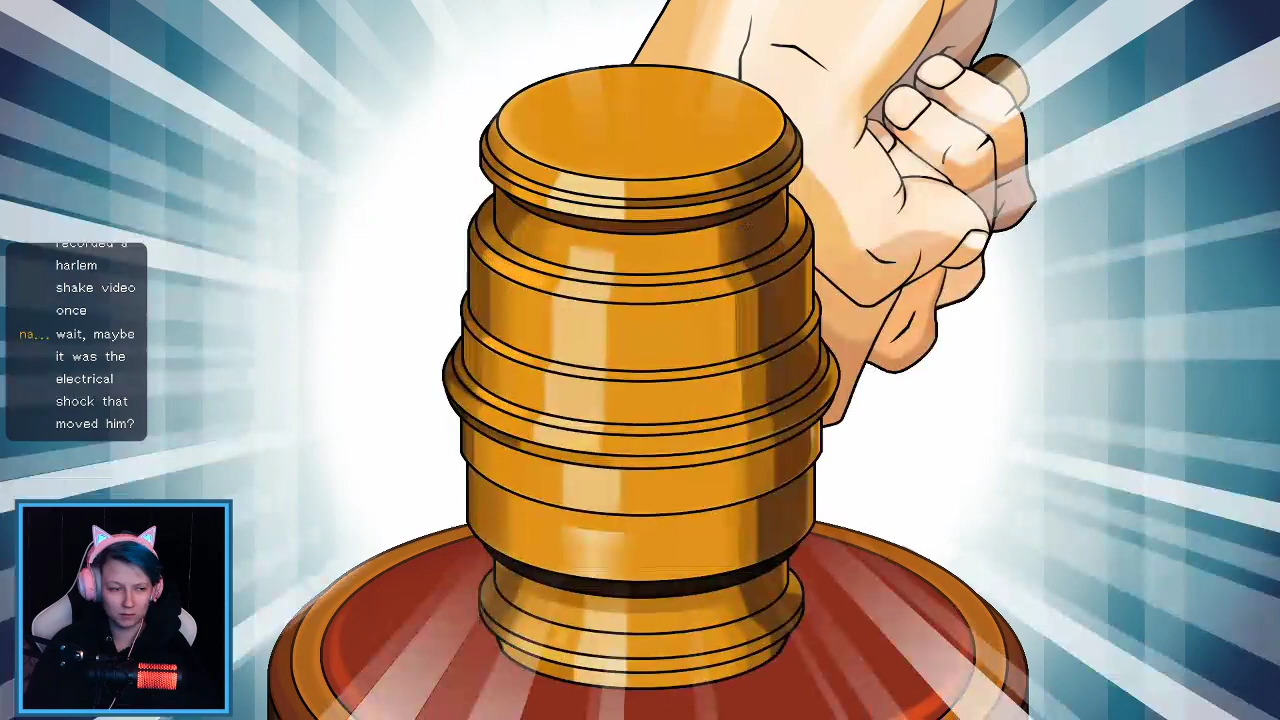 recorded a
harlem
shake video
once
na... wait, maybe
it was the
electrical
shock that
moved him?